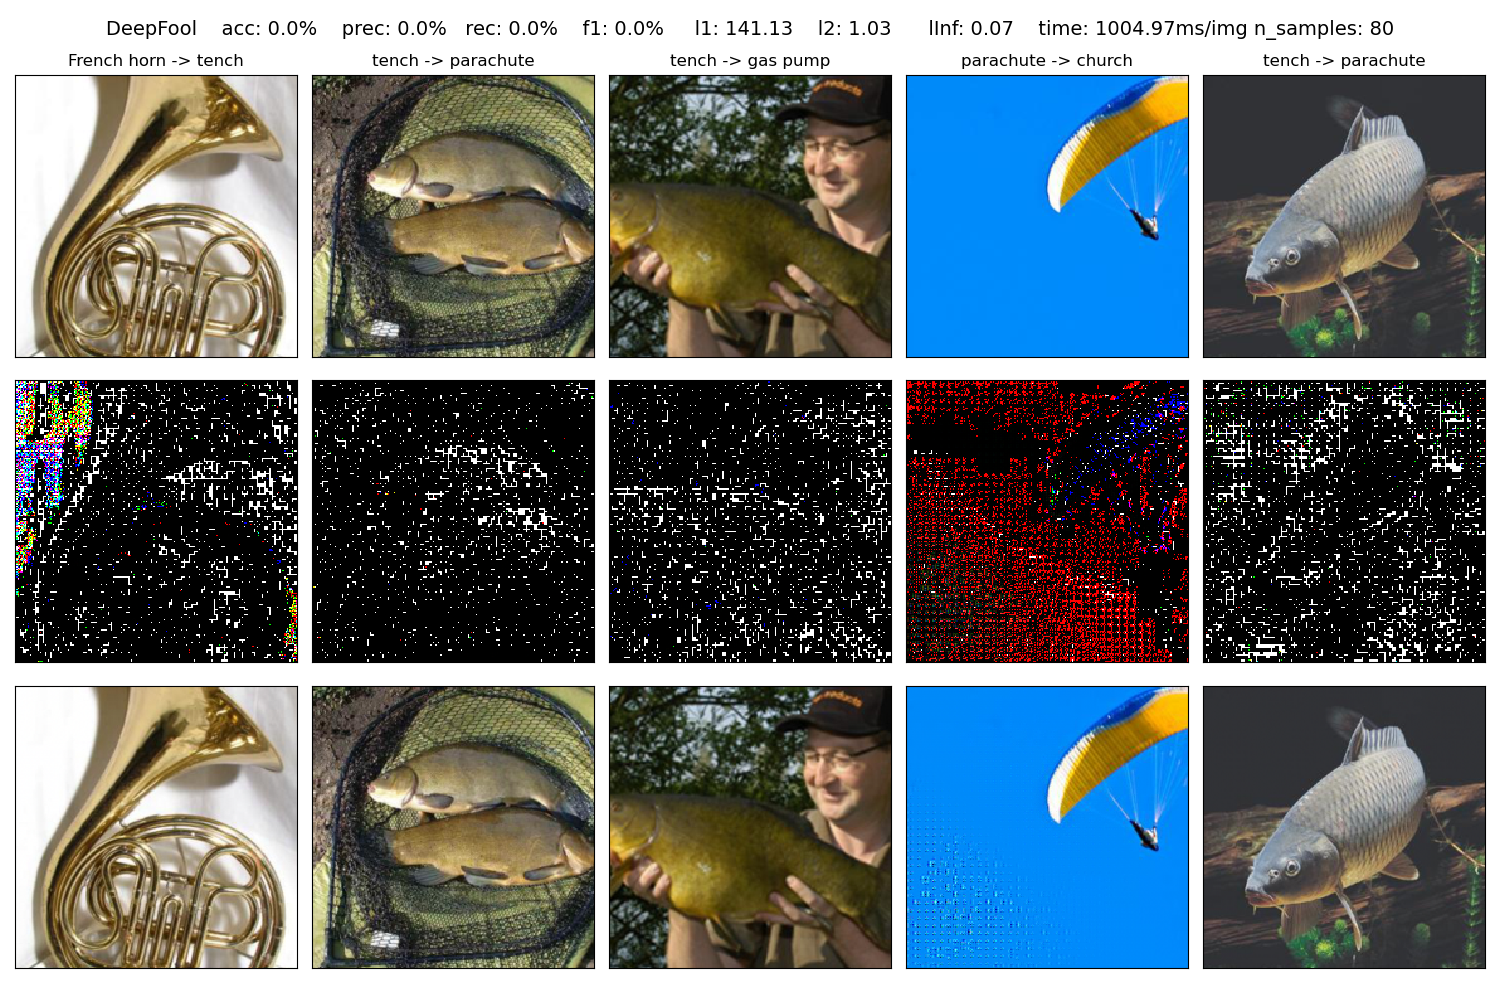 DeepFool acc: 0.0% prec: 0.0% rec: 0.0% f1: 0.0% l1: 141.13 l2: 1.03 lInf: 0.07 time: 1004.97ms/img n_samples: 80
French horn -> tench
tench -> parachute
tench -> gas pump
parachute -> church
tench -> parachute